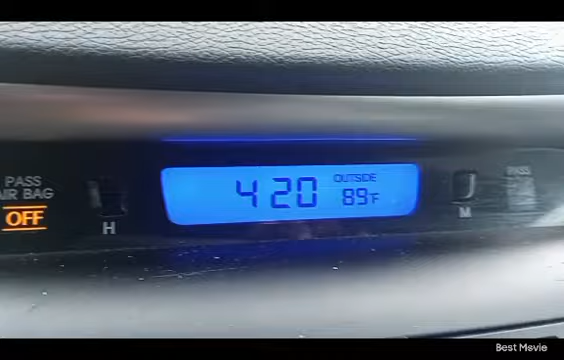 PASS
AIR BAG
OFF
H
4 20
OUTSIDE
89°F
M
PASS
Best Movie